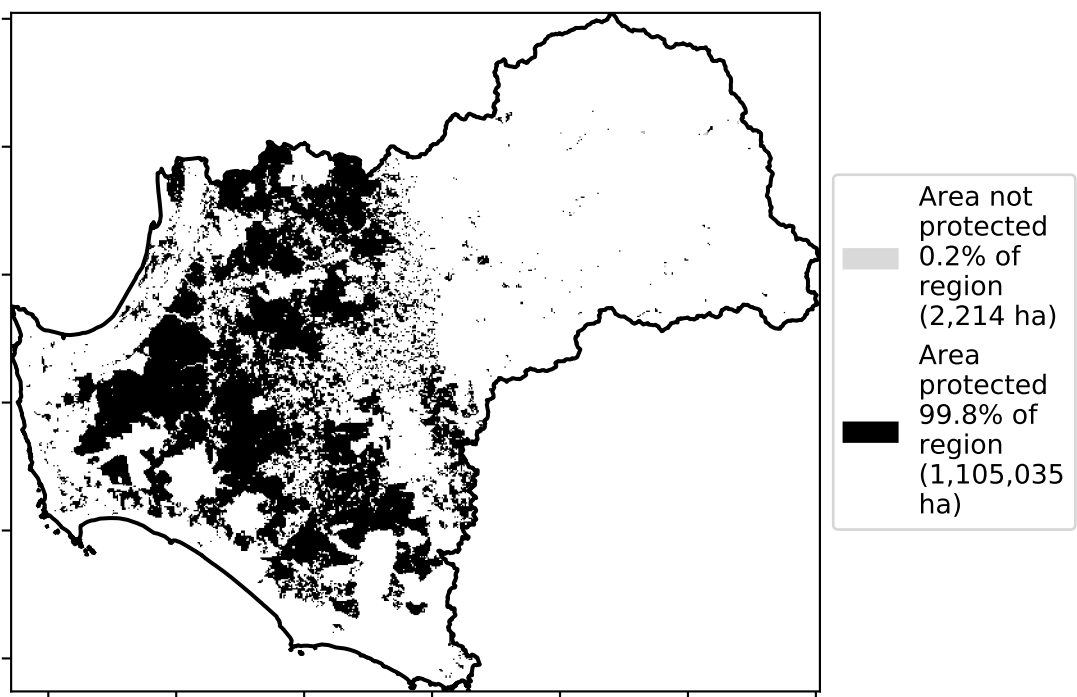 Area not
protected
0.2% of
region
(2,214 ha)
Area
protected
99.8% of
region
(1,105,035
ha)